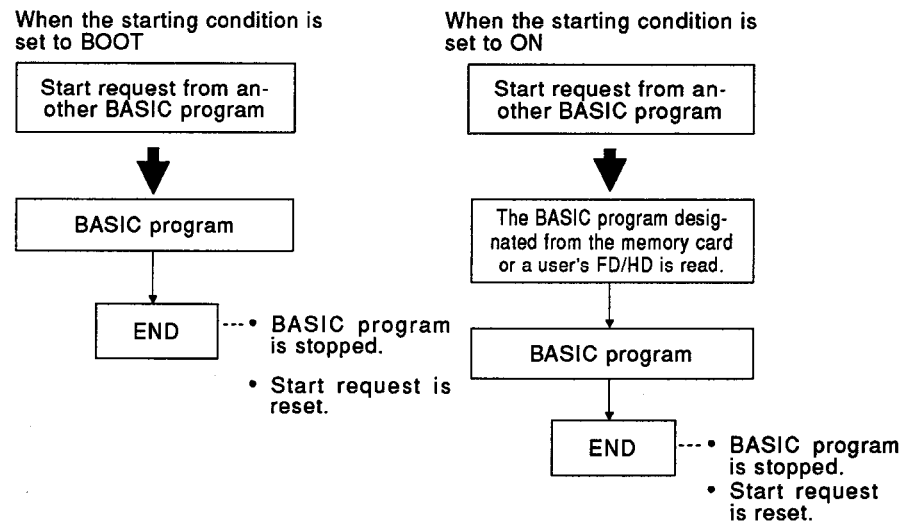 When the starting condition is
set to BOOT
Start request from an-
other BASIC program
BASIC program
END
• BASIC program
is stopped.
• Start request is
reset.
When the starting condition is
set to ON
Start request from an-
other BASIC program
The BASIC program desig-
nated from the memory card
or a user's FD/HD is read.
BASIC program
END
• BASIC program
is stopped.
• Start request
is reset.